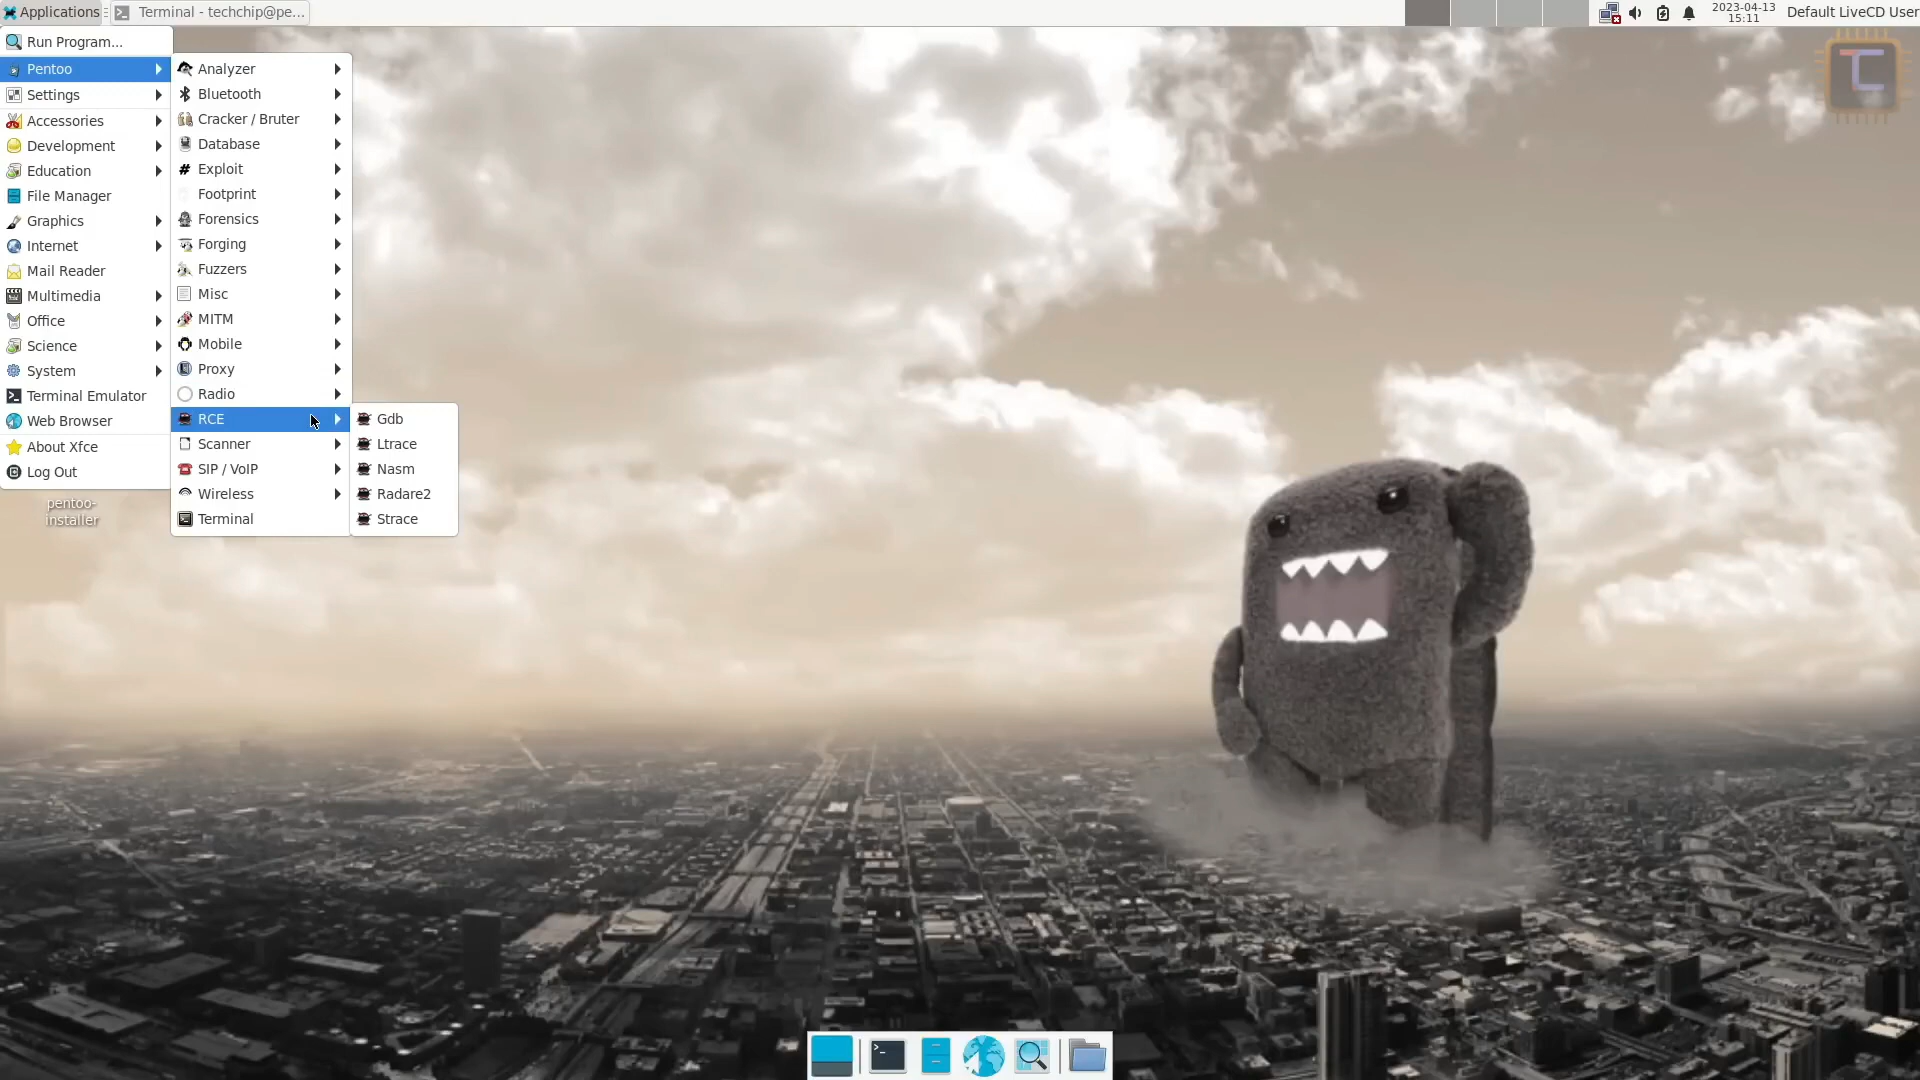 Applications
Terminal - techchip@pe...
2023-04-13
15:11
Default LiveCD User
Run Program...
Pentoo
Settings
Accessories
Development
Education
File Manager
Graphics
Internet
Mail Reader
Multimedia
Office
Science
System
Terminal Emulator
Web Browser
About Xfce
Log Out
Analyzer
Bluetooth
Cracker / Bruter
Database
Exploit
Footprint
Forensics
Forging
Fuzzers
Misc
MITM
Mobile
Proxy
Radio
RCE
Scanner
SIP / VoIP
Wireless
Terminal
Gdb
Ltrace
Nasm
Radare2
Strace
pentoo-
installer
TC